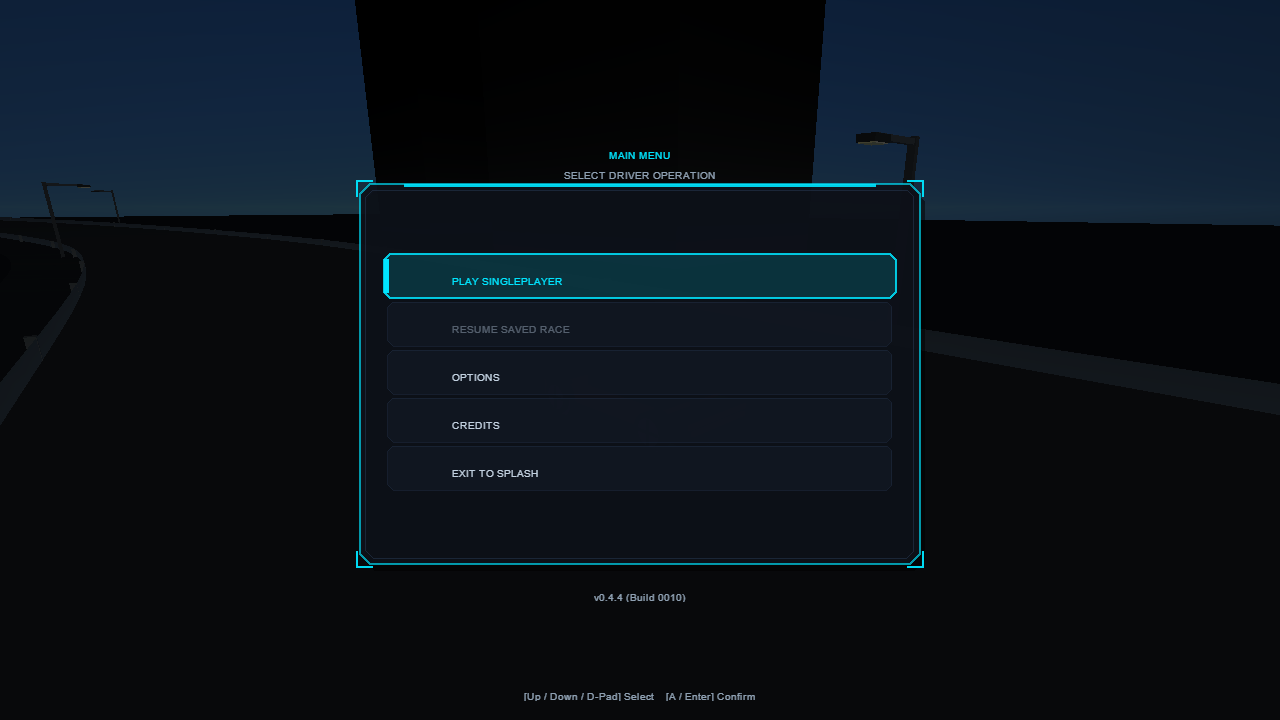 MAIN MENU
SELECT DRIVER OPERATION
PLAY SINGLEPLAYER
RESUME SAVED RACE
OPTIONS
CREDITS
EXIT TO SPLASH
v0.4.4 (Build 0010)
[Up / Down / D-Pad] Select [A / Enter] Confirm